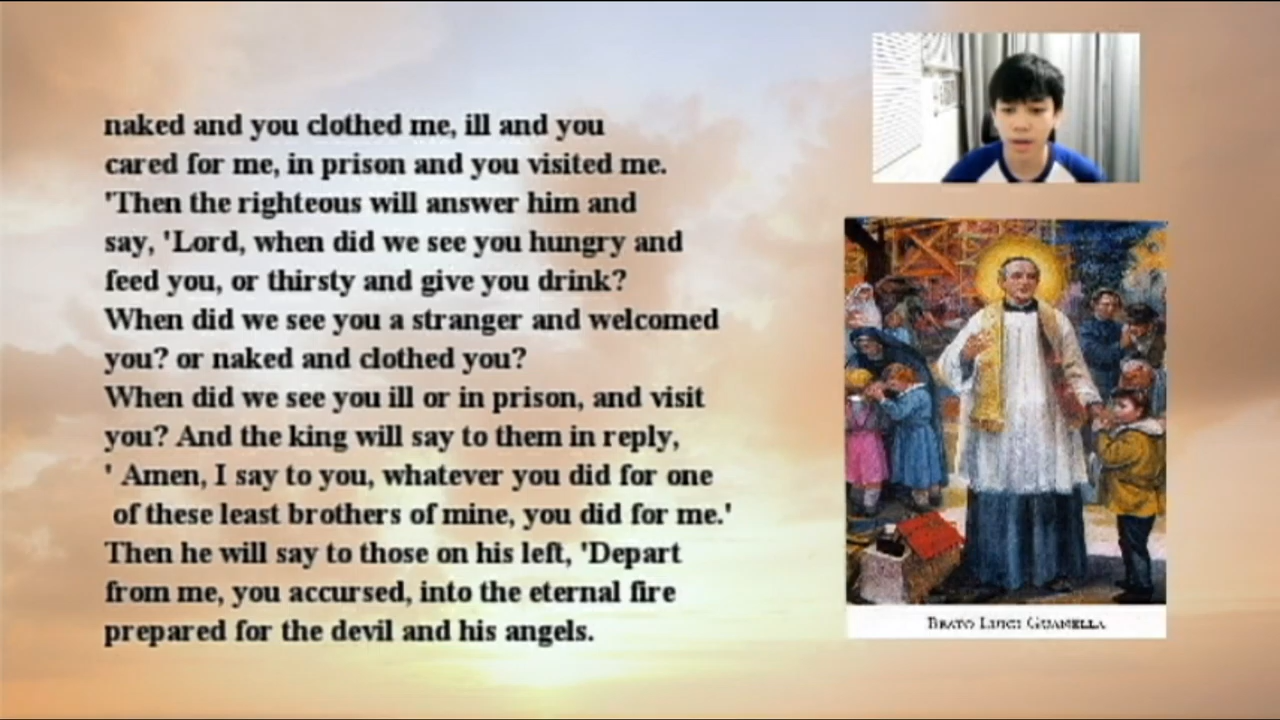 naked and you clothed me, ill and you
cared for me, in prison and you visited me.
'Then the righteous will answer him and
say, 'Lord, when did we see you hungry and
feed you, or thirsty and give you drink?
When did we see you a stranger and welcomed
you? or naked and clothed you?
When did we see you ill or in prison, and visit
you? And the king will say to them in reply,
' Amen, I say to you, whatever you did for one
of these least brothers of mine, you did for me.'
Then he will say to those on his left, 'Depart
from me, you accursed, into the eternal fire
prepared for the devil and his angels.
Beato Luigi Guanella